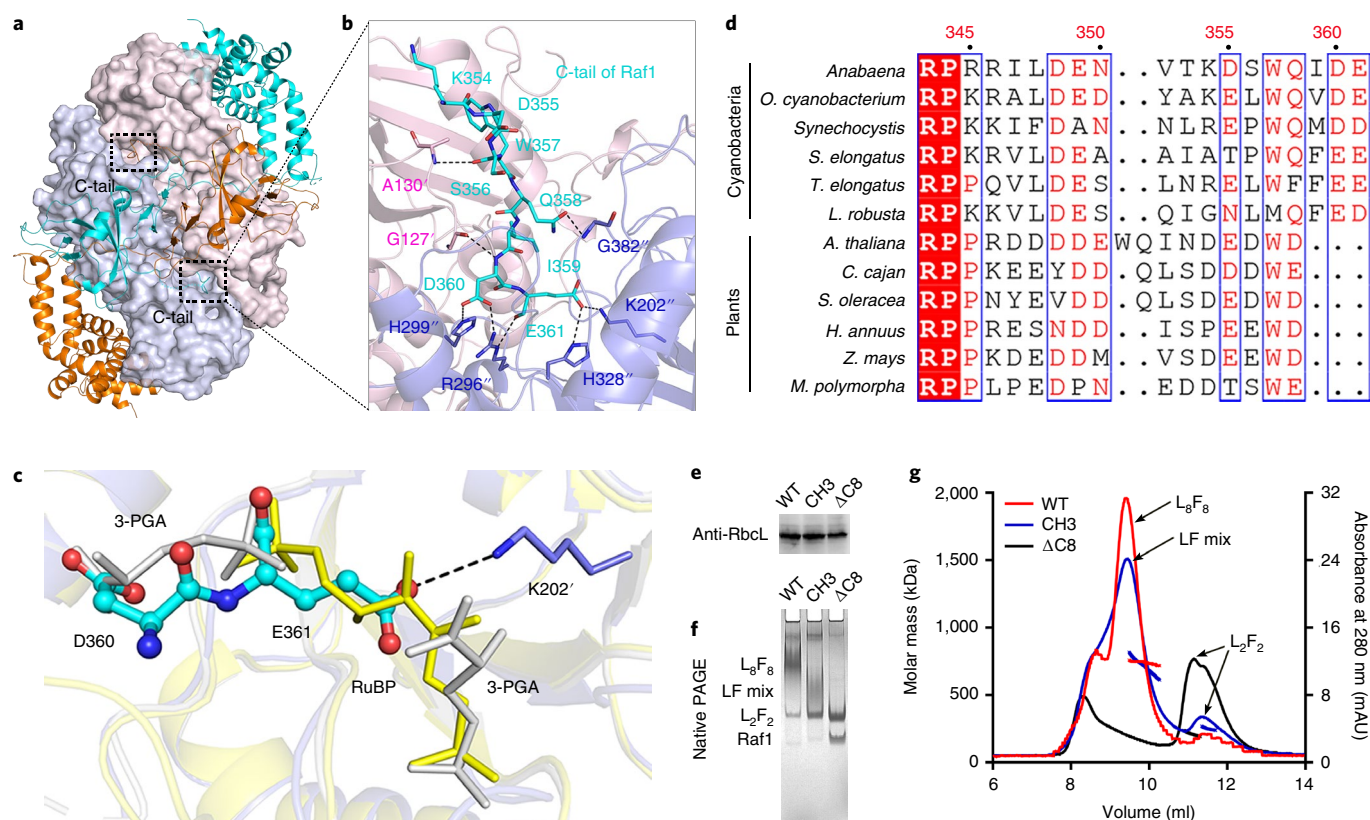 a
C-tail
C-tail
b
K354
C-tail of Raf1
D355
W357
A130′
S356
Q358
G127′
G382″
I359
D360
K202″
H299″
E361
R296″
H328″
c
3-PGA
K202′
D360
E361
RuBP
3-PGA
d
345 350 355 360
Cyanobacteria
Anabaena RPRRILDEN..VTKDSWQIDE
O. cyanobacterium RPKRALDED..YAKELWQVDE
Synechocystis RPKKIFDAN..NLREPWQMDD
S. elongatus RPKRVLDEA..AIATPWQFEE
T. elongatus RPPQVLDES..LNRELWFFEE
L. robusta RPKKVLDES..QIGNLMQFED
Plants
A. thaliana RPPRDDDDEWQINDEDWD...
C. cajan RPPKEEYDD.QLSDDDWE...
S. oleracea RPPNYEVDD.QLSDEDWD...
H. annuus RPPRESNDD..ISPEEWD...
Z. mays RPPKDEDDM..VSDEEWD...
M. polymorpha RPPLPEDPN..EDDTSWE...
e
WT CH3 ΔC8
Anti-RbcL
f
WT CH3 ΔC8
Native PAGE
L8F8
LF mix
L2F2
Raf1
g
WT
CH3
ΔC8
L8F8
LF mix
L2F2
Molar mass (kDa)
2,000
1,500
1,000
500
0
Absorbance at 280 nm (mAU)
32
24
16
8
0
6 8 10 12 14
Volume (ml)